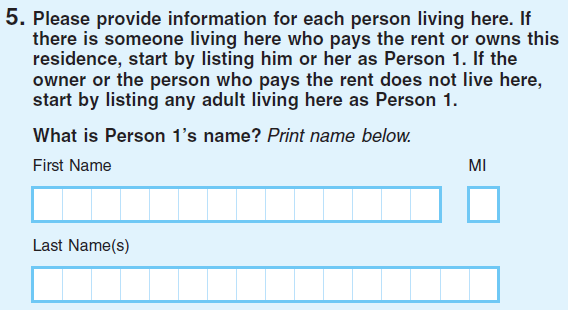 5. Please provide information for each person living here. If
there is someone living here who pays the rent or owns this
residence, start by listing him or her as Person 1. If the
owner or the person who pays the rent does not live here,
start by listing any adult living here as Person 1.
What is Person 1's name? Print name below.
First Name MI
Last Name(s)